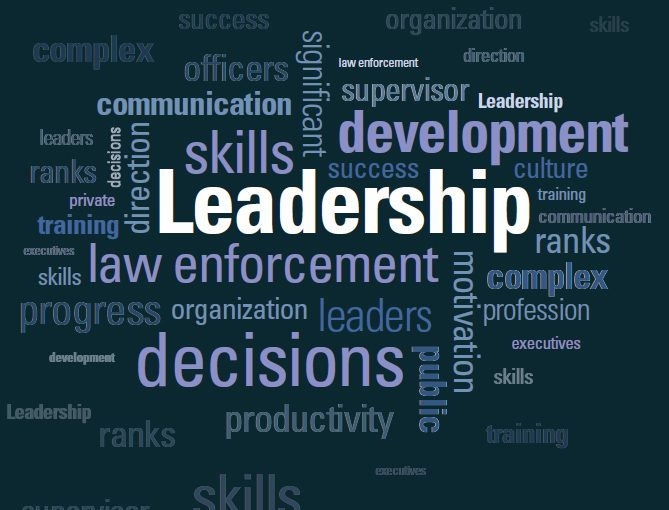 success
organization
skills
complex
significant
officers
law enforcement
direction
supervisor
communication
Leadership
development
leaders
decisions
direction
skills
ranks
success
culture
private
Leadership
training
communication
training
ranks
executives
law enforcement
motivation
skills
complex
progress
organization
leaders
profession
decisions
executives
development
public
skills
Leadership
productivity
ranks
training
executives
skills
supervisor